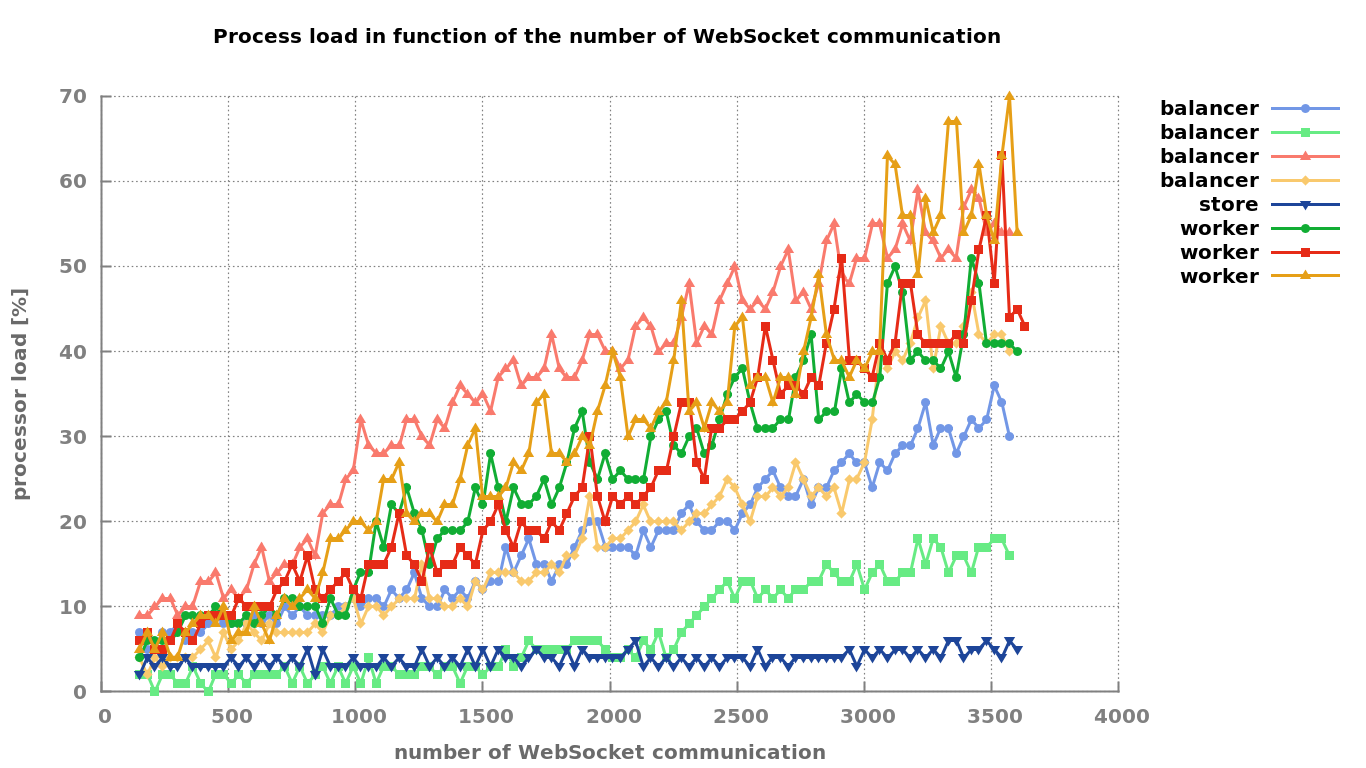 Process load in function of the number of WebSocket communication
70
60
50
40
30
20
10
0
processor load [%]
0 500 1000 1500 2000 2500 3000 3500 4000
number of WebSocket communication
balancer
balancer
balancer
balancer
store
worker
worker
worker